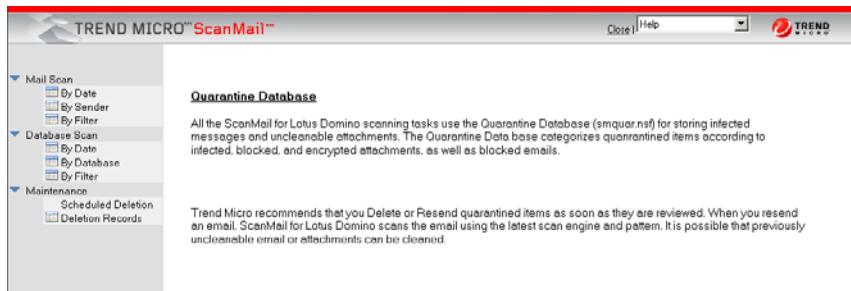 TREND MICRO™ScanMail™
Close | Help
TREND
MICRO
Mail Scan
By Date
By Sender
By Filter
Database Scan
By Date
By Database
By Filter
Maintenance
Scheduled Deletion
Deletion Records
Quarantine Database
All the ScanMail for Lotus Domino scanning tasks use the Quarantine Database (smquar.nsf) for storing infected
messages and uncleanable attachments. The Quarantine Data base categorizes quanrantined items according to
infected, blocked, and encrypted attachments, as well as blocked emails.
Trend Micro recommends that you Delete or Resend quarantined items as soon as they are reviewed. When you resend
an email, ScanMail for Lotus Domino scans the email using the latest scan engine and pattern. It is possible that previously
uncleanable email or attachments can be cleaned.